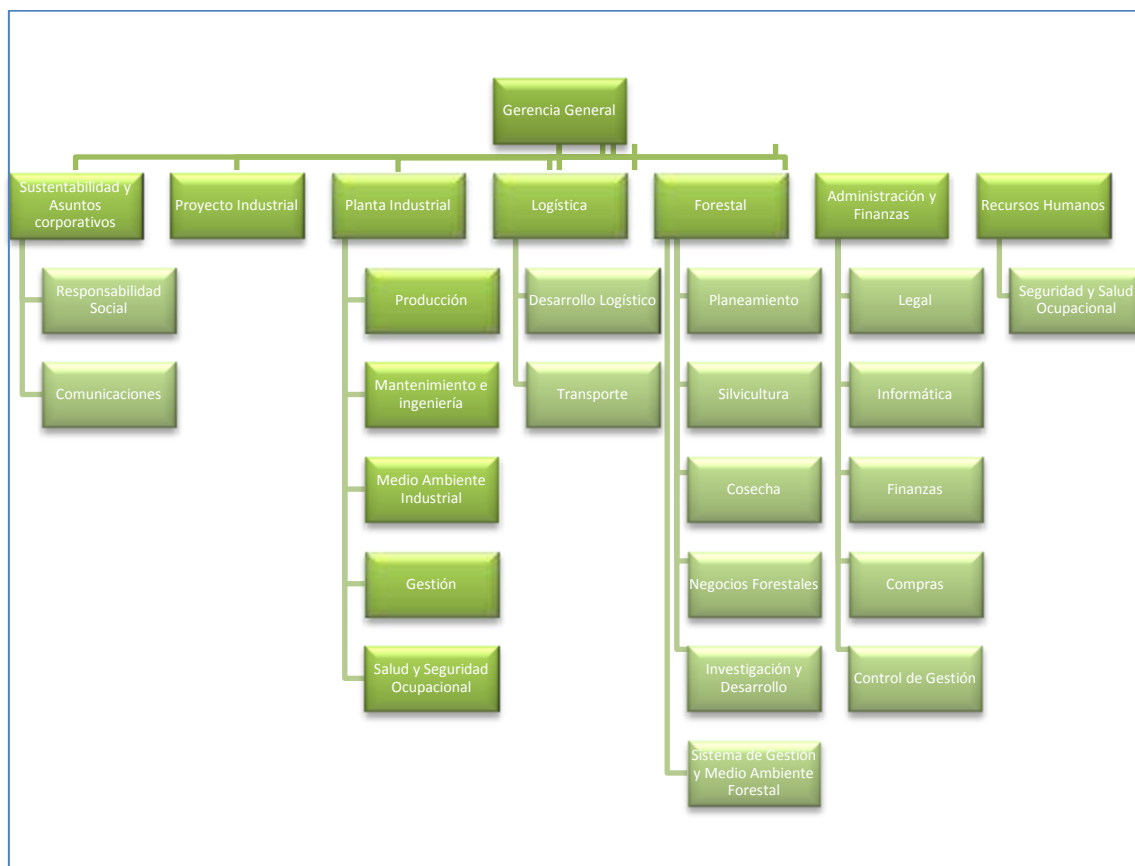 Gerencia General
Sustentabilidad y
Asuntos
corporativos
Proyecto Industrial
Planta Industrial
Logística
Forestal
Administración y
Finanzas
Recursos Humanos
Responsabilidad
Social
Comunicaciones
Producción
Mantenimiento e
ingeniería
Medio Ambiente
Industrial
Gestión
Salud y Seguridad
Ocupacional
Desarrollo Logístico
Transporte
Planeamiento
Silvicultura
Cosecha
Negocios Forestales
Investigación y
Desarrollo
Sistema de Gestión
y Medio Ambiente
Forestal
Legal
Informática
Finanzas
Compras
Control de Gestión
Seguridad y Salud
Ocupacional